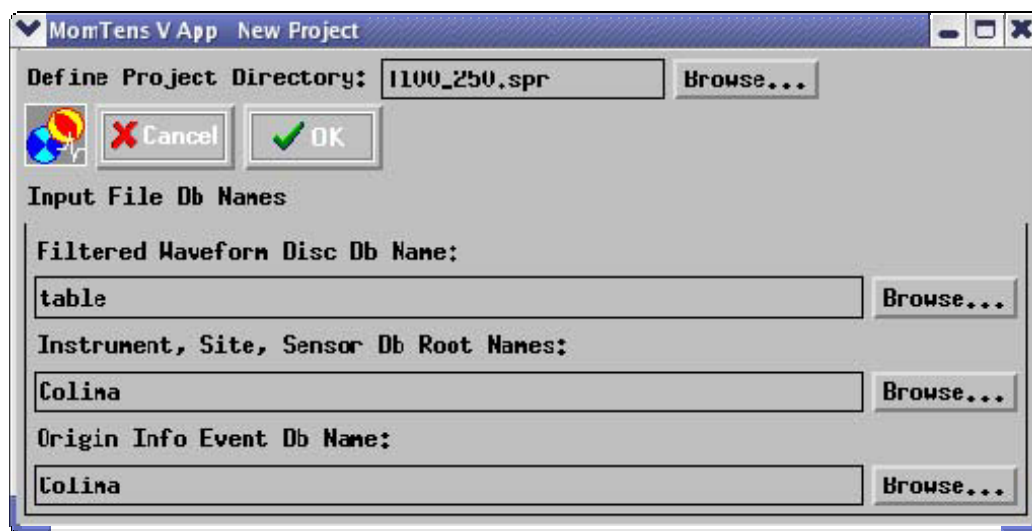 MomTens V App New Project
Define Project Directory: T100_250.spr Browse...
Cancel OK
Input File Db Names
Filtered Waveform Disc Db Name:
table Browse...
Instrument, Site, Sensor Db Root Names:
Colima Browse...
Origin Info Event Db Name:
Colima Browse...